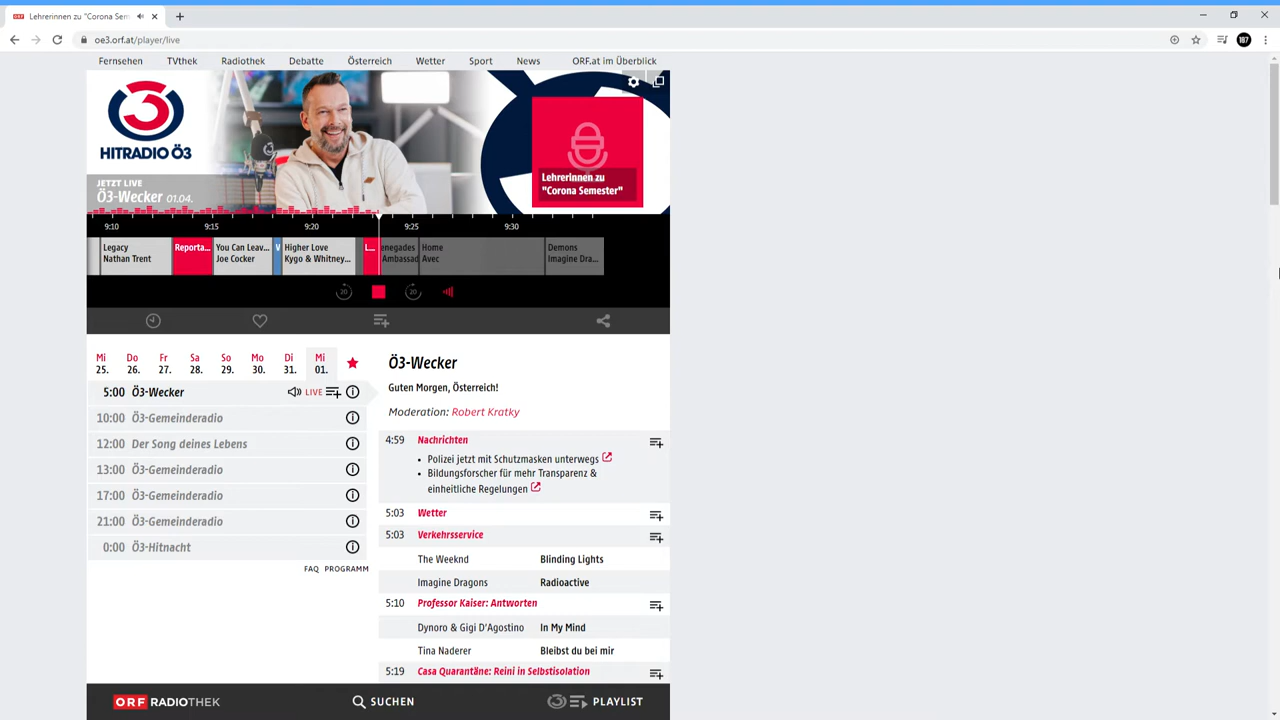 ORF Lehrerinnen zu "Corona Sem
oe3.orf.at/player/live
187
Fernsehen TVthek Radiothek Debatte Österreich Wetter Sport News ORF.at im Überblick
3
HITRADIO Ö3
JETZT LIVE
Ö3-Wecker 01.04.
LehrerInnen zu
"Corona Semester"
9:10 9:15 9:20 9:25 9:30
Legacy Reporta... You Can Leav... V Higher Love L... enegades Home Demons
Nathan Trent Joe Cocker Kygo & Whitney... Ambassad Avec Imagine Dra...
20 20
Mi Do Fr Sa So Mo Di Mi
25. 26. 27. 28. 29. 30. 31. 01.
5:00 Ö3-Wecker LIVE
10:00 Ö3-Gemeinderadio
12:00 Der Song deines Lebens
13:00 Ö3-Gemeinderadio
17:00 Ö3-Gemeinderadio
21:00 Ö3-Gemeinderadio
0:00 Ö3-Hitnacht
FAQ PROGRAMM
Ö3-Wecker
Guten Morgen, Österreich!
Moderation: Robert Kratky
4:59 Nachrichten
• Polizei jetzt mit Schutzmasken unterwegs
• Bildungsforscher für mehr Transparenz &
einheitliche Regelungen
5:03 Wetter
5:03 Verkehrsservice
The Weeknd Blinding Lights
Imagine Dragons Radioactive
5:10 Professor Kaiser: Antworten
Dynoro & Gigi D'Agostino In My Mind
Tina Naderer Bleibst du bei mir
5:19 Casa Quarantäne: Reini in Selbstisolation
ORF RADIOTHEK SUCHEN Ö3 PLAYLIST